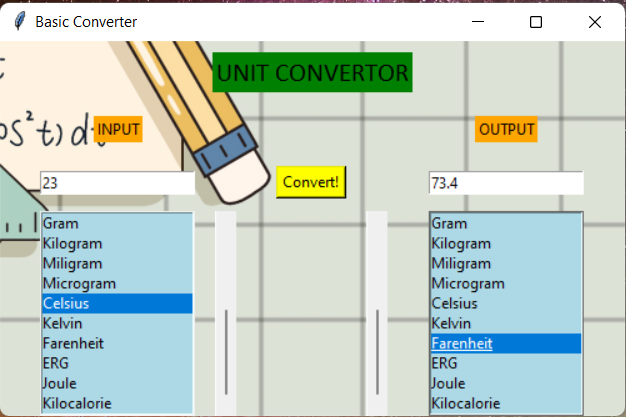 Basic Converter
UNIT CONVERTOR
INPUT
OUTPUT
23
Convert!
73.4
Gram
Kilogram
Miligram
Microgram
Celsius
Kelvin
Farenheit
ERG
Joule
Kilocalorie
Gram
Kilogram
Miligram
Microgram
Celsius
Kelvin
Farenheit
ERG
Joule
Kilocalorie